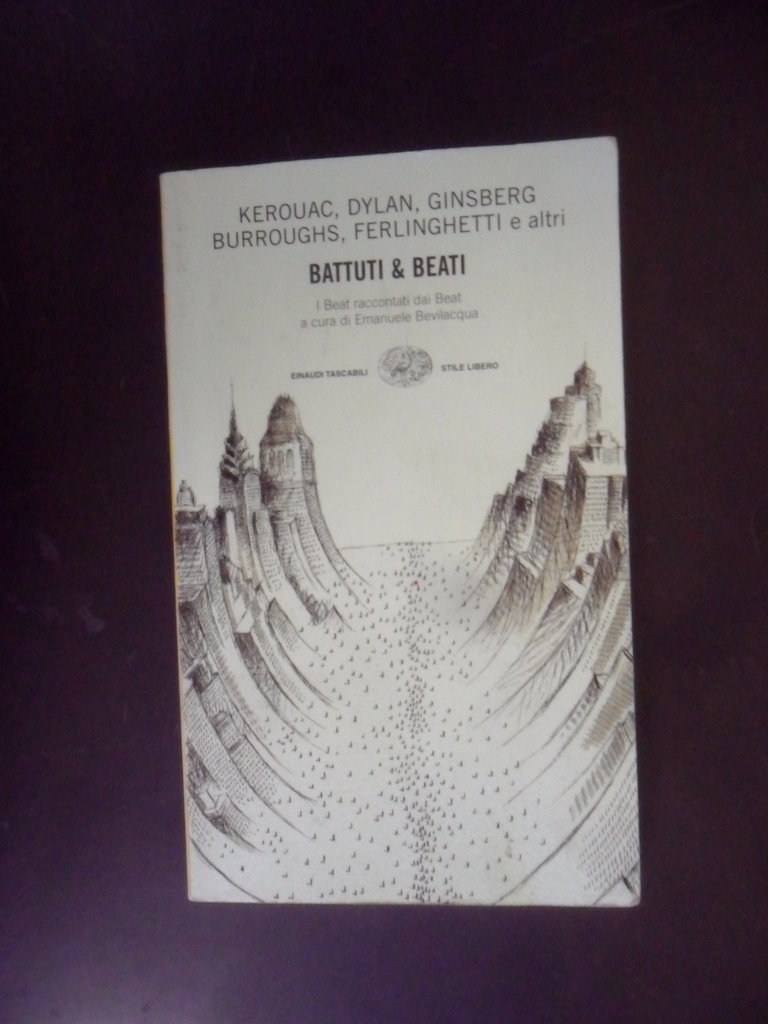 KEROUAC, DYLAN, GINSBERG
BURROUGHS, FERLINGHETTI e altri
BATTUTI & BEATI
I Beat raccontati dai Beat
a cura di Emanuele Bevilacqua
EINAUDI TASCABILI STILE LIBERO